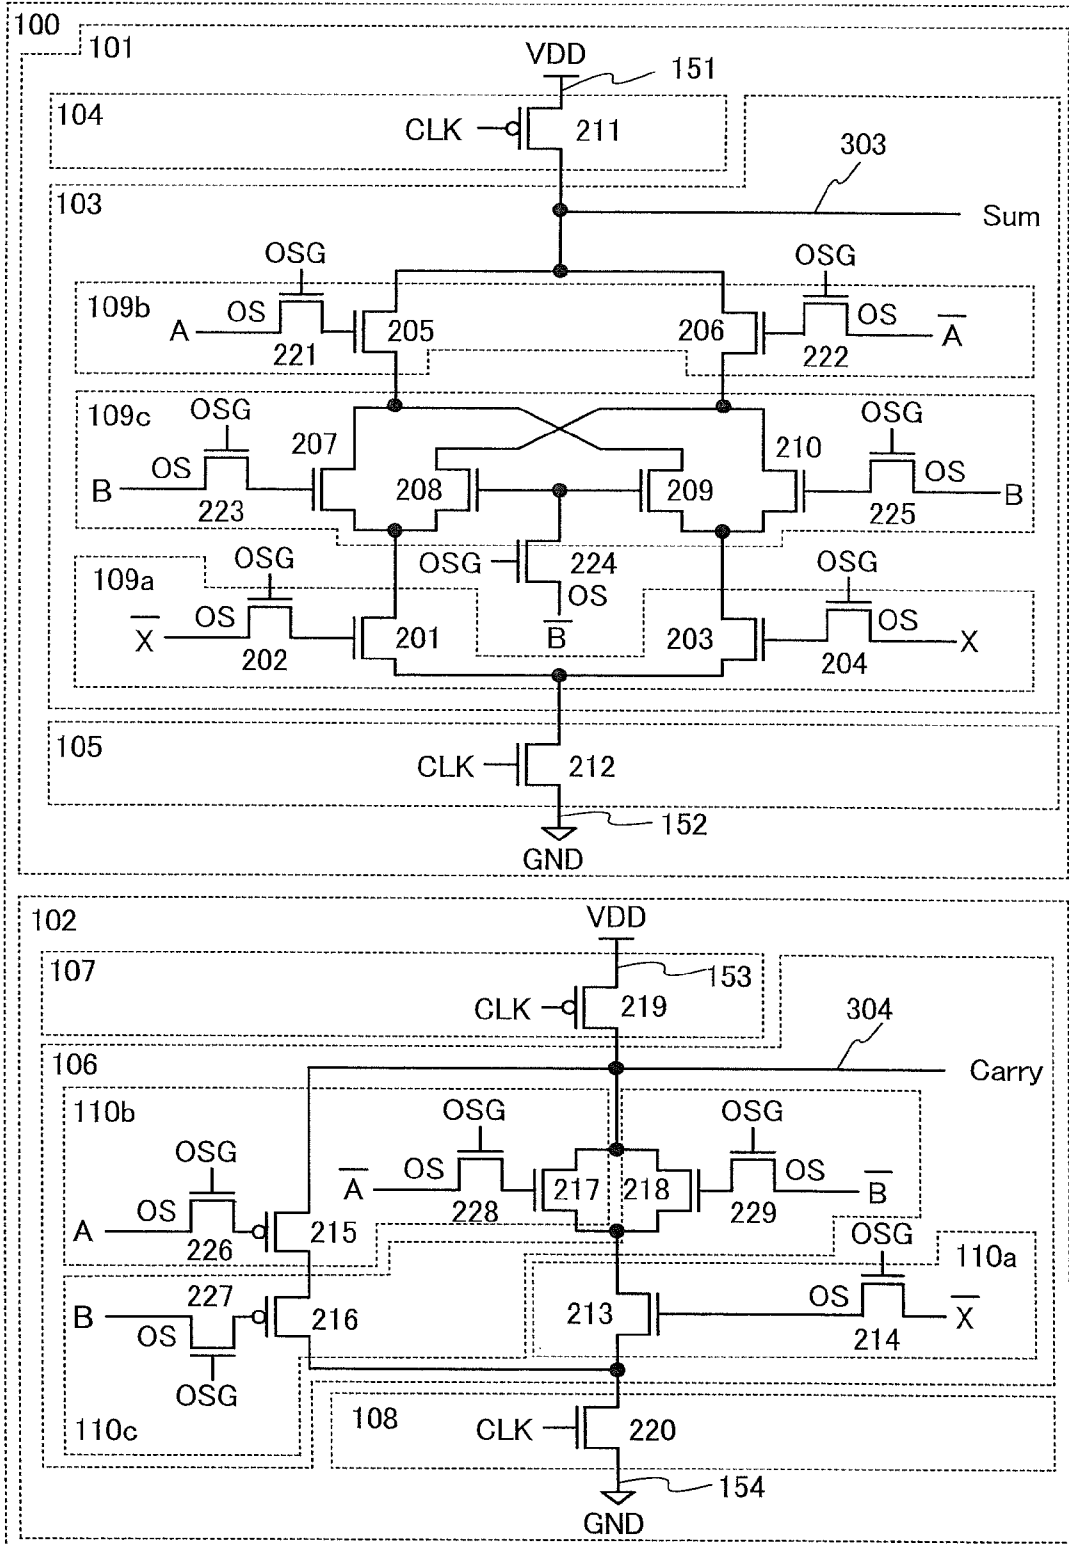 100
101
VDD
151
104
CLK
211
303
103
Sum
OSG
OSG
109b
OS
OS
A
205
206
A̅
221
222
109c
OSG
OSG
207
210
OS
OS
B
208
209
B
223
225
OSG
224
109a
OSG
OS
OSG
X̅
OS
201
B̅
203
OS
X
202
204
105
CLK
212
152
GND
102
VDD
107
153
CLK
219
304
106
Carry
110b
OSG
OSG
OSG
A̅
OS
217
218
OS
B̅
228
229
OS
A
226
215
OSG
110a
227
B
216
213
OS
X̅
OS
214
OSG
110c
108
CLK
220
154
GND